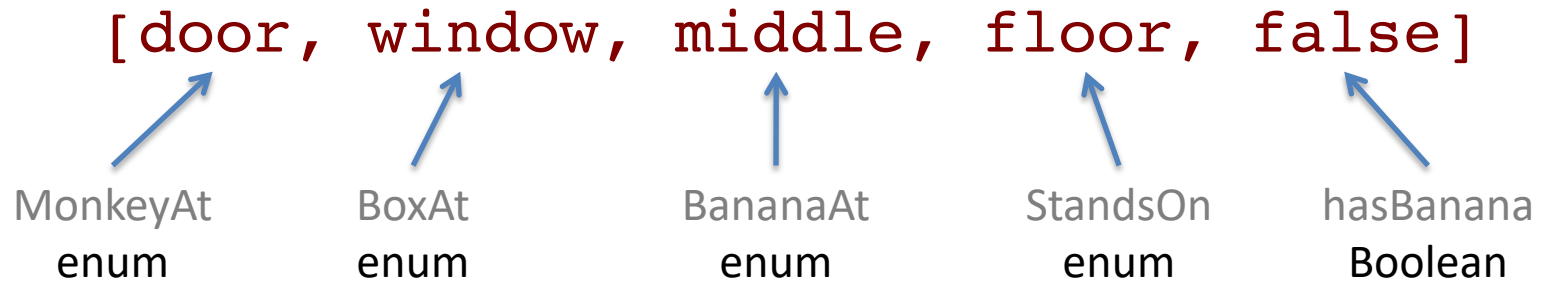 [door, window, middle, floor, false]
MonkeyAt BoxAt BananaAt StandsOn hasBanana
enum enum enum enum Boolean